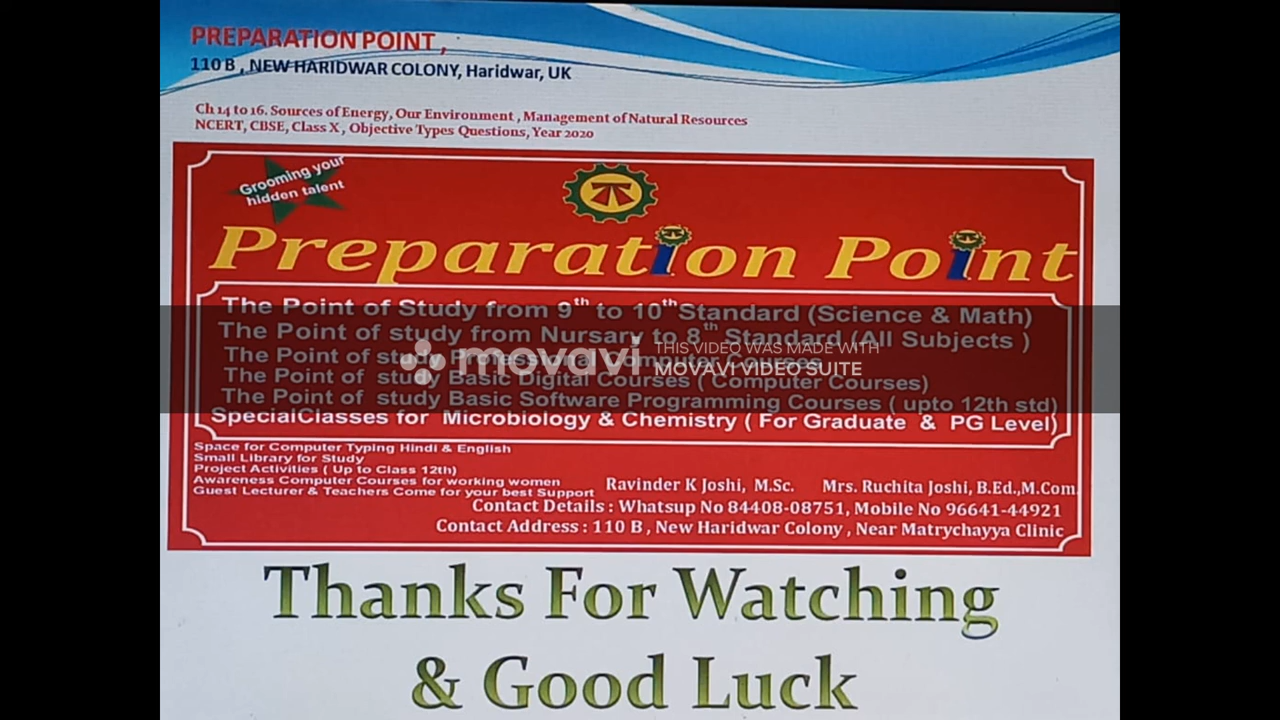 PREPARATION POINT ,
110 B , NEW HARIDWAR COLONY, Haridwar, UK
Ch 14 to 16. Sources of Energy, Our Environment , Management of Natural Resources
NCERT, CBSE, Class X , Objective Types Questions, Year 2020
Grooming your
hidden talent
Preparation Point
The Point of Study from 9th to 10th Standard (Science & Math)
The Point of study from Nursary to 8th Standard (All Subjects )
The Point of study Professional Computer Courses
movavi
THIS VIDEO WAS MADE WITH
MOVAVI VIDEO SUITE
The Point of study Basic Digital Courses ( Computer Courses)
The Point of study Basic Software Programming Courses ( upto 12th std)
SpecialClasses for Microbiology & Chemistry ( For Graduate & PG Level)
Space for Computer Typing Hindi & English
Small Library for Study
Project Activities ( Up to Class 12th)
Awareness Computer Courses for working women
Guest Lecturer & Teachers Come for your best Support
Ravinder K Joshi, M.Sc. Mrs. Ruchita Joshi, B.Ed.,M.Com
Contact Details : Whatsup No 84408-08751, Mobile No 96641-44921
Contact Address : 110 B , New Haridwar Colony , Near Matrychayya Clinic
Thanks For Watching
& Good Luck